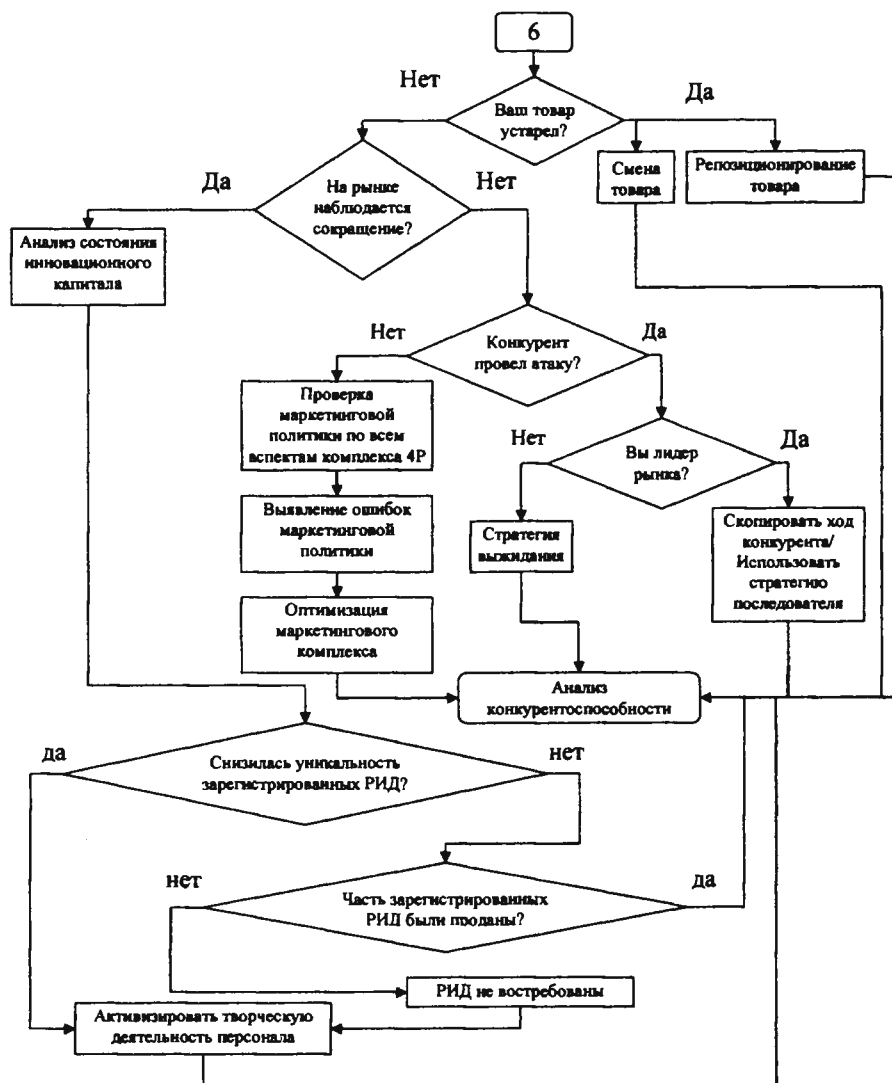 6
Нет
Да
Ваш товар
устарел?
Смена
товара
Репозиционирование
товара
Да
Нет
На рынке
наблюдается
сокращение?
Анализ состояния
инновационного
капитала
Нет
Да
Конкурент
провел атаку?
Проверка
маркетинговой
политики по всем
аспектам комплекса 4Р
Нет
Да
Вы лидер
рынка?
Выявление ошибок
маркетинговой
политики
Стратегия
выжидания
Скопировать ход
конкурента/
Использовать
стратегию
последователя
Оптимизация
маркетингового
комплекса
Анализ
конкурентоспособности
да
нет
Снизилась уникальность
зарегистрированных РИД?
нет
да
Часть зарегистрированных
РИД были проданы?
РИД не востребованы
Активизировать творческую
деятельность персонала